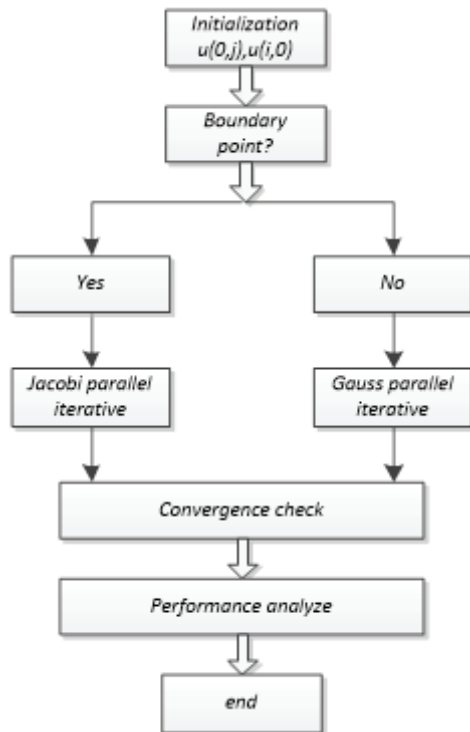 Initialization
u(0,j),u(i,0)
Boundary
point?
Yes
No
Jacobi parallel
iterative
Gauss parallel
iterative
Convergence check
Performance analyze
end